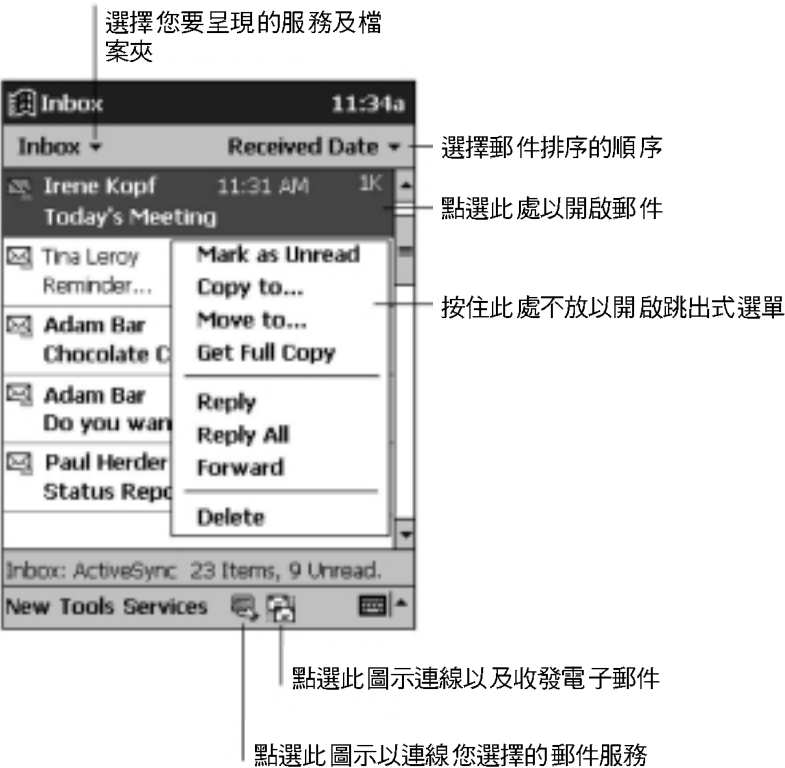 選擇您要呈現的服務及檔
案夾
Inbox 11:34a
Inbox Received Date
選擇郵件排序的順序
Irene Kopf 11:31 AM 1K
Today's Meeting
點選此處以開啟郵件
Tina Leroy
Reminder...
Mark as Unread
Copy to...
Move to...
Get Full Copy
Reply
Reply All
Forward
Delete
按住此處不放以開啟跳出式選單
Adam Bar
Chocolate C
Adam Bar
Do you wan
Paul Herder
Status Repo
Inbox: ActiveSync 23 Items, 9 Unread.
New Tools Services
點選此圖示連線以及收發電子郵件
點選此圖示以連線您選擇的郵件服務